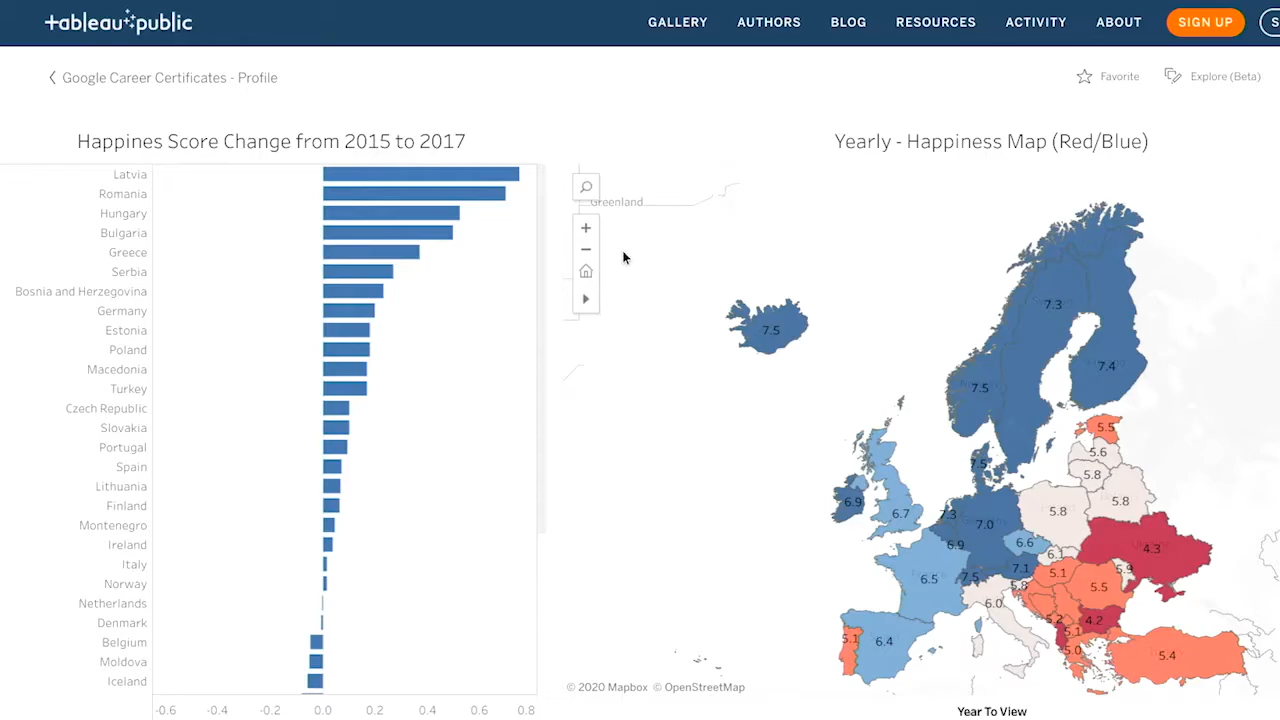 +ableau+public
GALLERY AUTHORS BLOG RESOURCES ACTIVITY ABOUT SIGN UP S
Google Career Certificates - Profile
Favorite Explore (Beta)
Happines Score Change from 2015 to 2017
Latvia
Romania
Hungary
Bulgaria
Greece
Serbia
Bosnia and Herzegovina
Germany
Estonia
Poland
Macedonia
Turkey
Czech Republic
Slovakia
Portugal
Spain
Lithuania
Finland
Montenegro
Ireland
Italy
Norway
Netherlands
Denmark
Belgium
Moldova
Iceland
-0.6 -0.4 -0.2 0.0 0.2 0.4 0.6 0.8
Yearly - Happiness Map (Red/Blue)
Greenland
7.5
7.3
7.4
7.5
5.5
5.6
7.5
5.8
6.9
6.7
7.3
7.0
5.8
5.8
6.9
6.6
6.1
4.3
6.5
7.5
7.1
5.1
5.9
5.8
5.5
6.0
5.2
4.2
5.1
5.1
6.4
5.0
5.4
© 2020 Mapbox © OpenStreetMap
Year To View